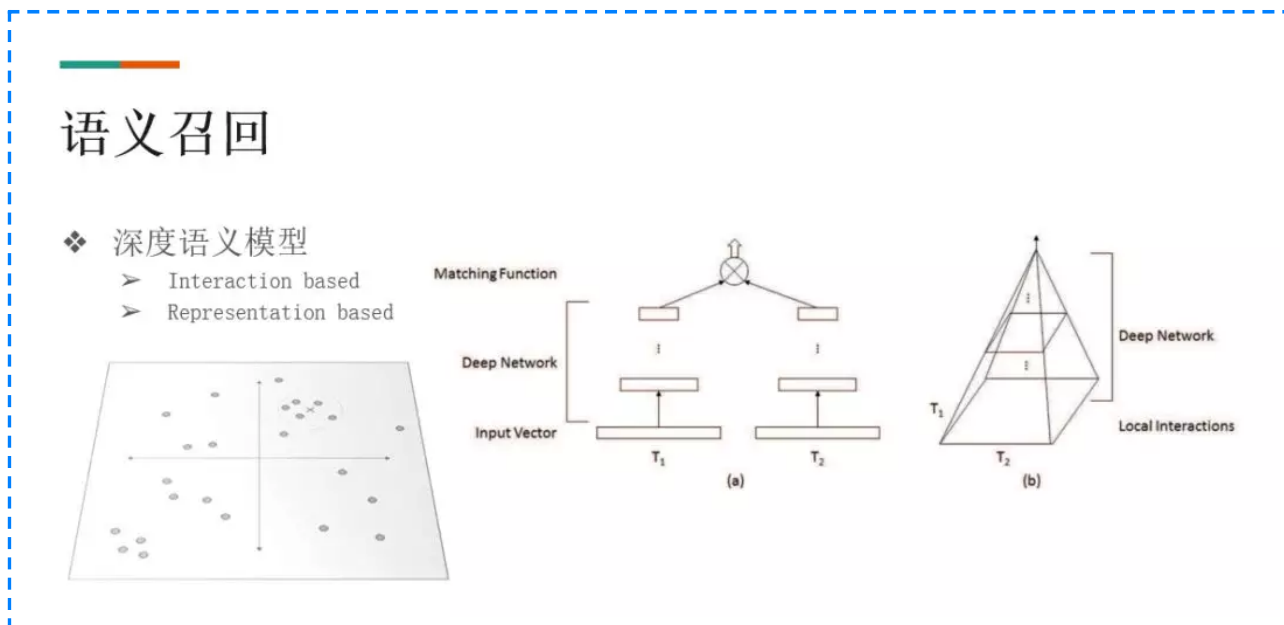 语义召回
❖ 深度语义模型
➢ Interaction based
➢ Representation based
Matching Function
Deep Network
Input Vector
T₁
T₂
(a)
⋮
⋮
T₁
T₂
(b)
⋮
⋮
Deep Network
Local Interactions